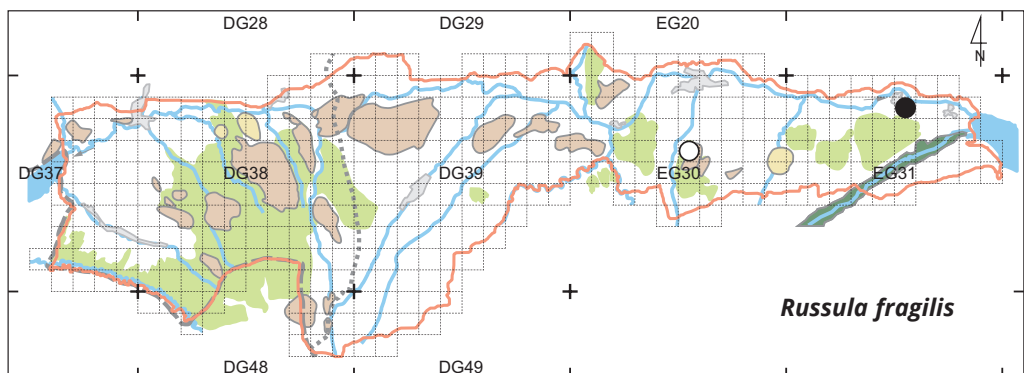 DG28 DG29 EG20
N
DG37 DG38 DG39 EG30 EG31
Russula fragilis
DG48 DG49